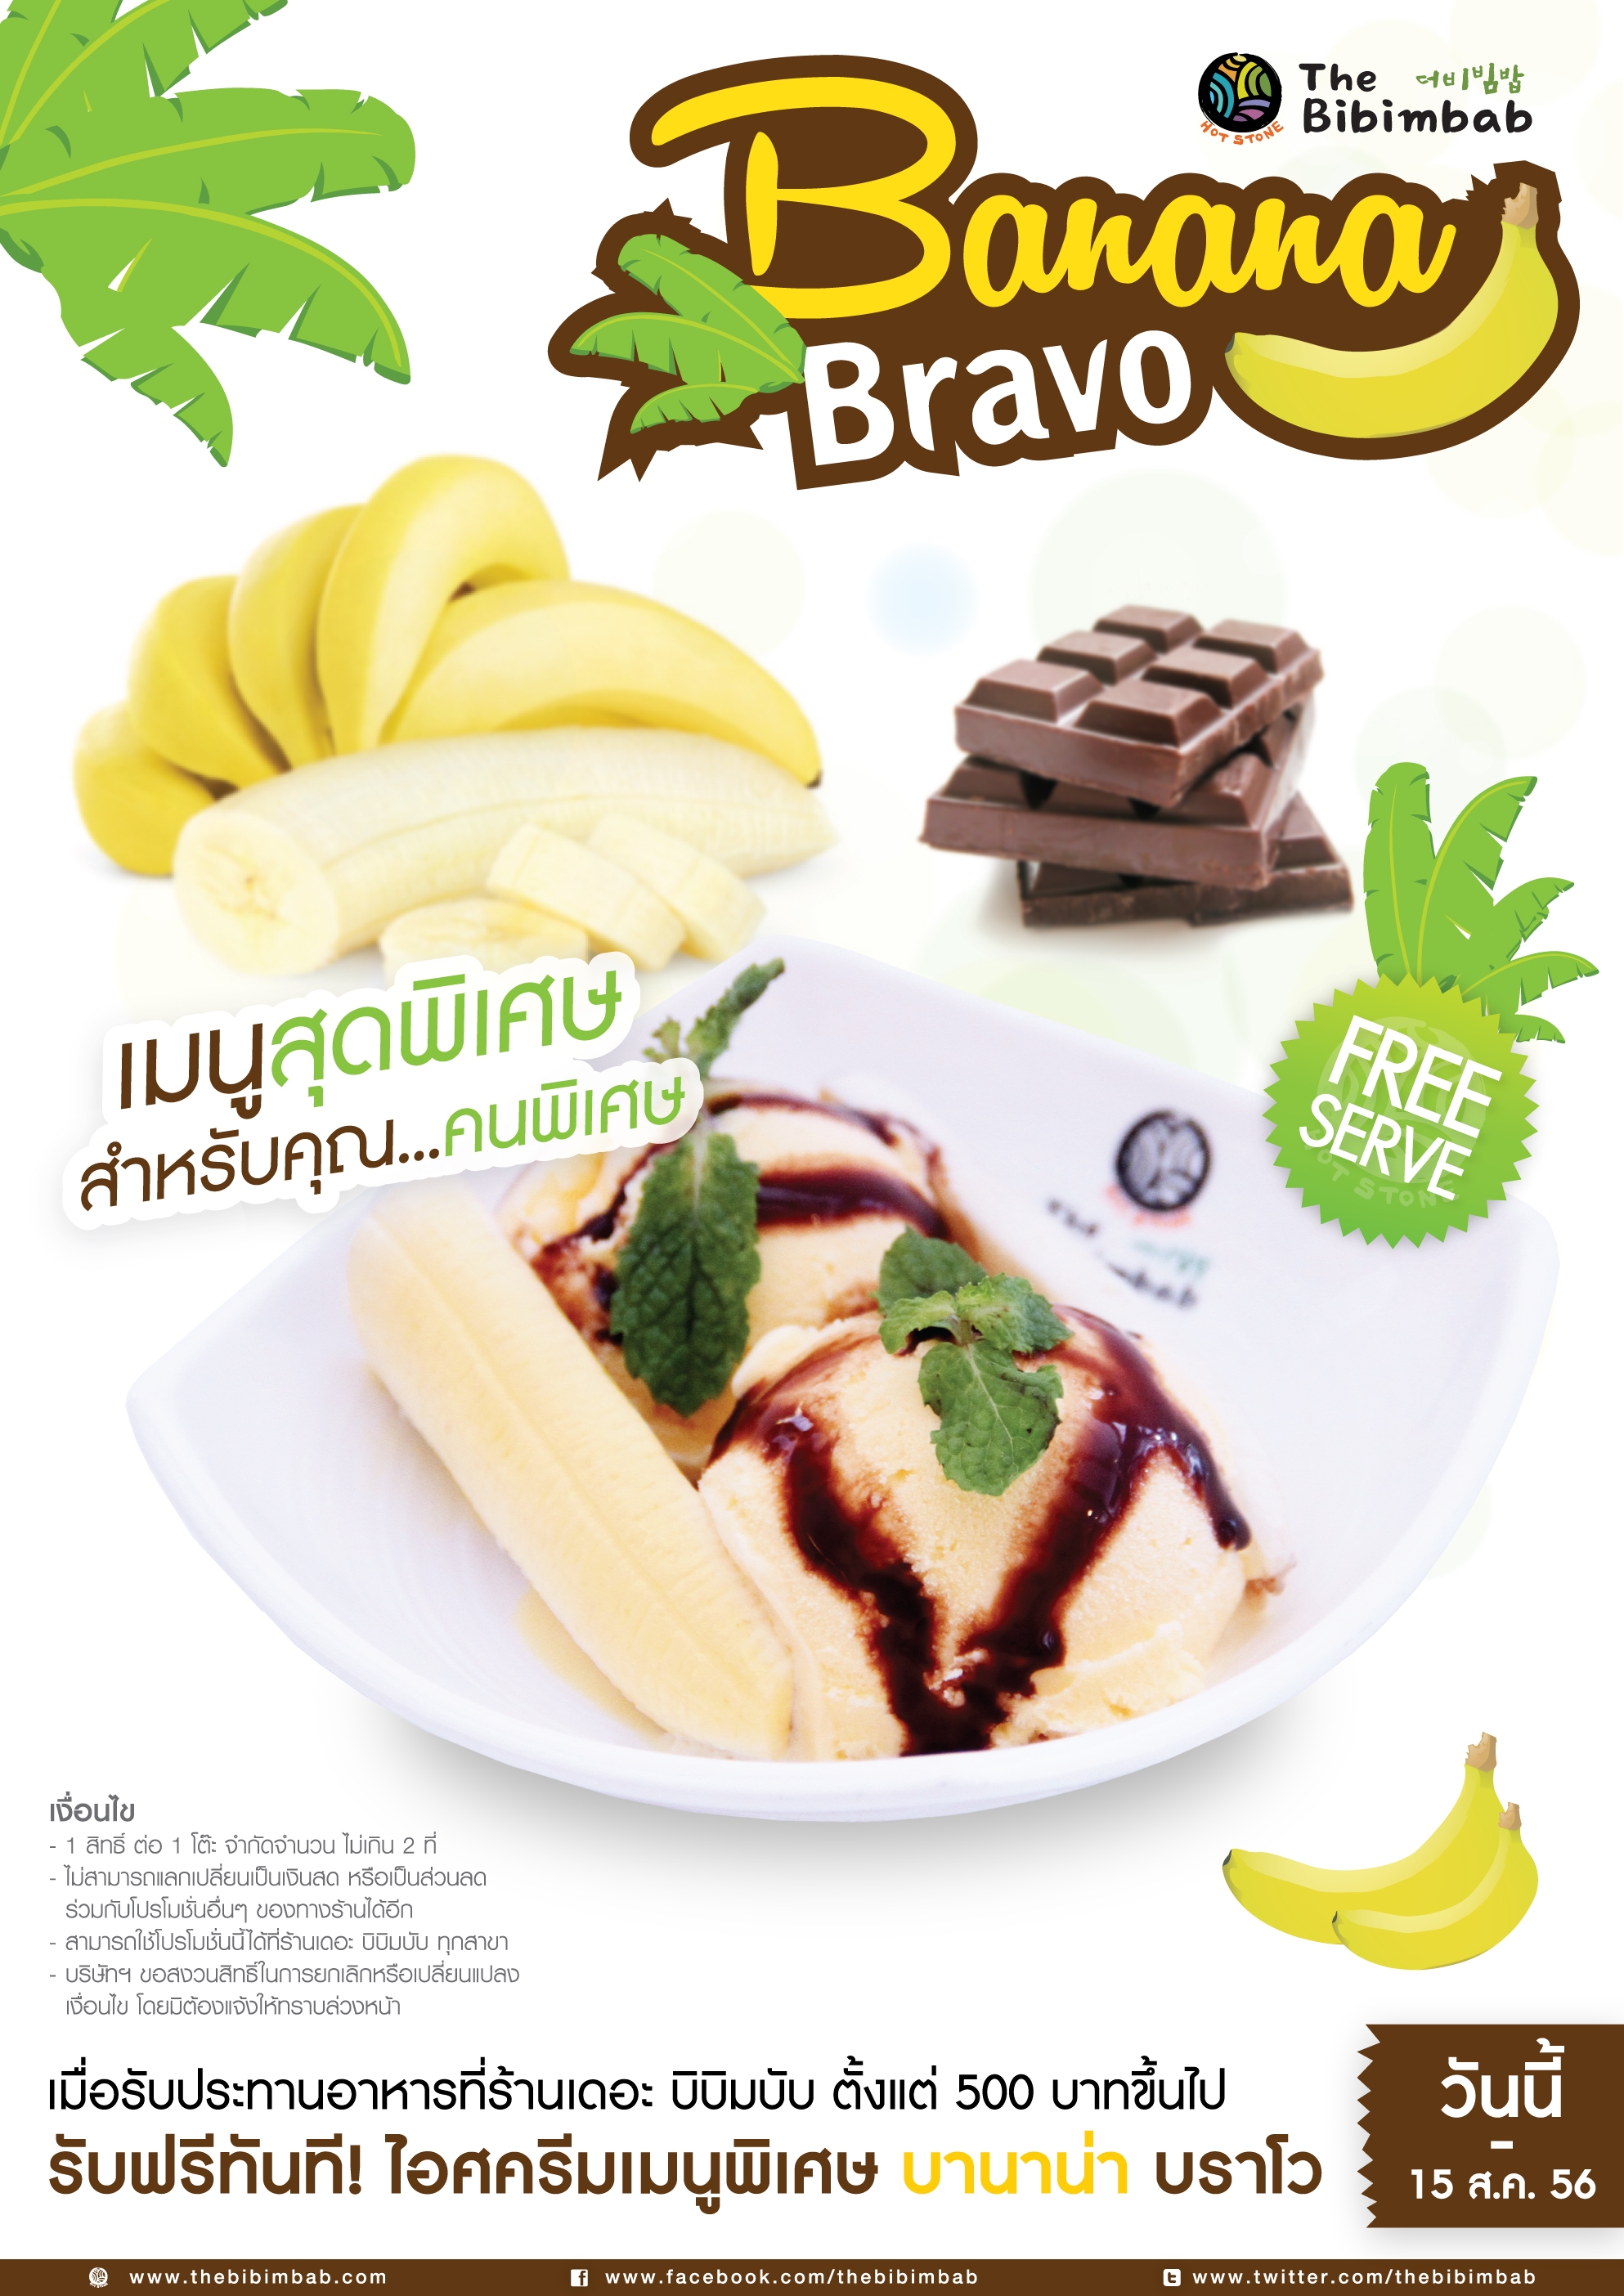 The 더비빔밥
Bibimbab
HOT STONE
Banana
Bravo
เมนูสุดพิเศษ
สำหรับคุณ...คนพิเศษ
FREE
SERVE
HOT STONE
เงื่อนไข
- 1 สิทธิ์ ต่อ 1 โต๊ะ จำกัดจำนวน ไม่เกิน 2 ที่
- ไม่สามารถแลกเปลี่ยนเป็นเงินสด หรือเป็นส่วนลด
ร่วมกับโปรโมชั่นอื่นๆ ของทางร้านได้อีก
- สามารถใช้โปรโมชั่นนี้ได้ที่ร้านเดอะ บิบิมบับ ทุกสาขา
- บริษัทฯ ขอสงวนสิทธิ์ในการยกเลิกหรือเปลี่ยนแปลง
เงื่อนไข โดยมิต้องแจ้งให้ทราบล่วงหน้า
เมื่อรับประทานอาหารที่ร้านเดอะ บิบิมบับ ตั้งแต่ 500 บาทขึ้นไป
รับฟรีทันที! ไอศครีมเมนูพิเศษ บานาน่า บราโว
วันนี้
-
15 ส.ค. 56
www.thebibimbab.com
www.facebook.com/thebibimbab
www.twitter.com/thebibimbab